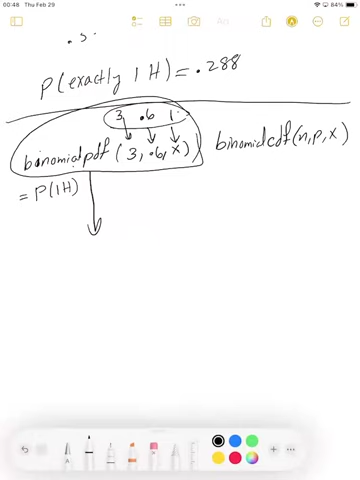 00:48 Thu Feb 29
84%
P(exactly 1 H) = .288
3 .6 1
binomialpdf (3, .6, x) binomialcdf(n, p, x)
= P(1H)